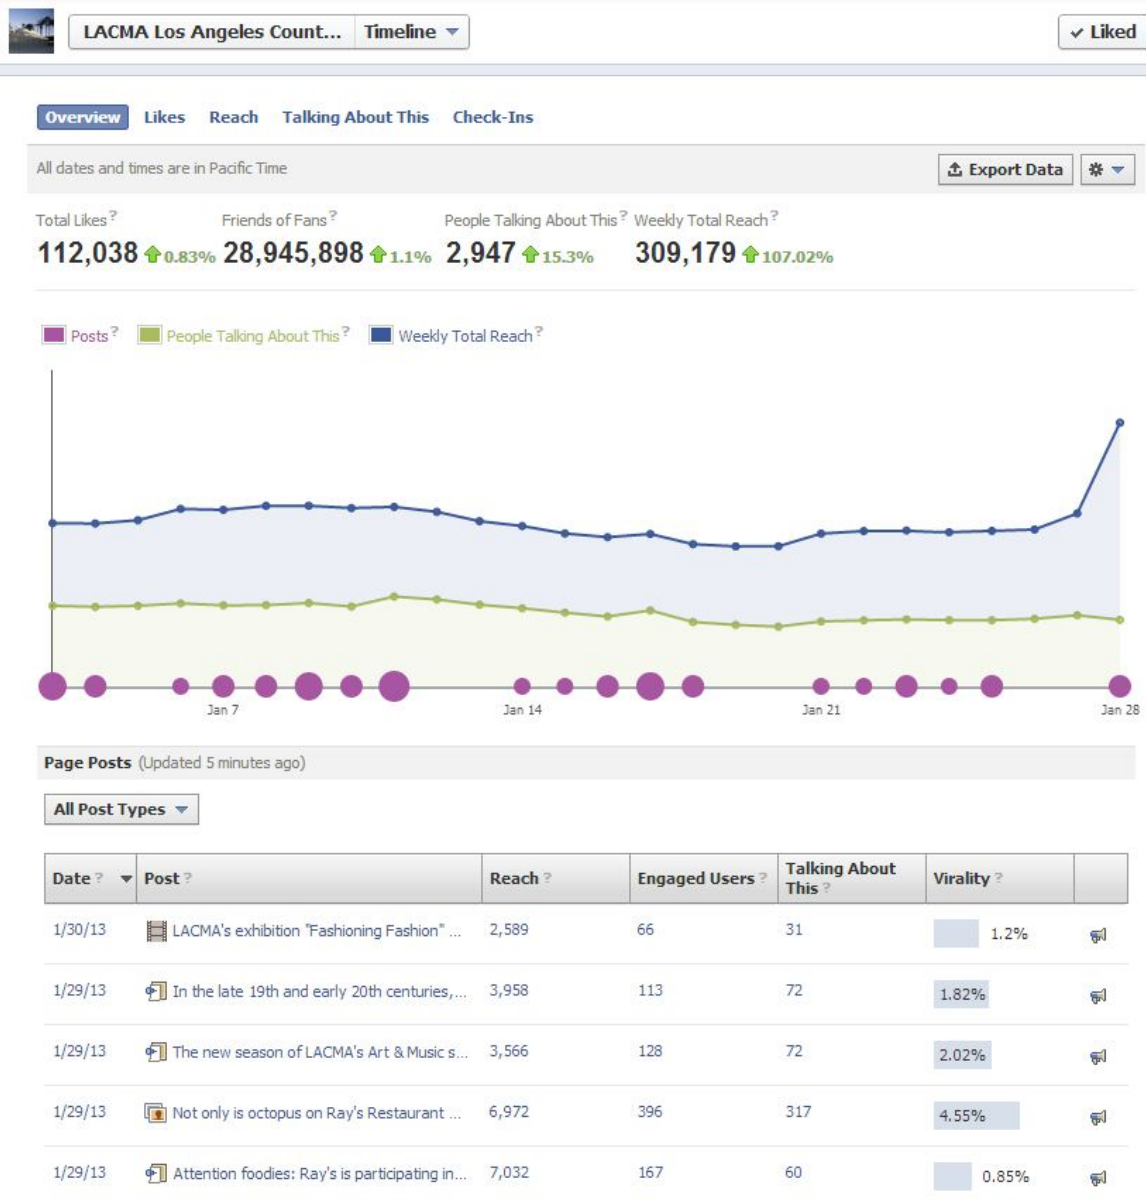 LACMA Los Angeles Count... Timeline Liked
Overview Likes Reach Talking About This Check-Ins
All dates and times are in Pacific Time Export Data
Total Likes? Friends of Fans? People Talking About This? Weekly Total Reach?
112,038 0.83% 28,945,898 1.1% 2,947 15.3% 309,179 107.02%
Posts? People Talking About This? Weekly Total Reach?
Jan 7 Jan 14 Jan 21 Jan 28
Page Posts (Updated 5 minutes ago)
All Post Types
Date? Post? Reach? Engaged Users? Talking About This? Virality?
1/30/13 LACMA's exhibition "Fashioning Fashion" ... 2,589 66 31 1.2%
1/29/13 In the late 19th and early 20th centuries,... 3,958 113 72 1.82%
1/29/13 The new season of LACMA's Art & Music s... 3,566 128 72 2.02%
1/29/13 Not only is octopus on Ray's Restaurant ... 6,972 396 317 4.55%
1/29/13 Attention foodies: Ray's is participating in... 7,032 167 60 0.85%